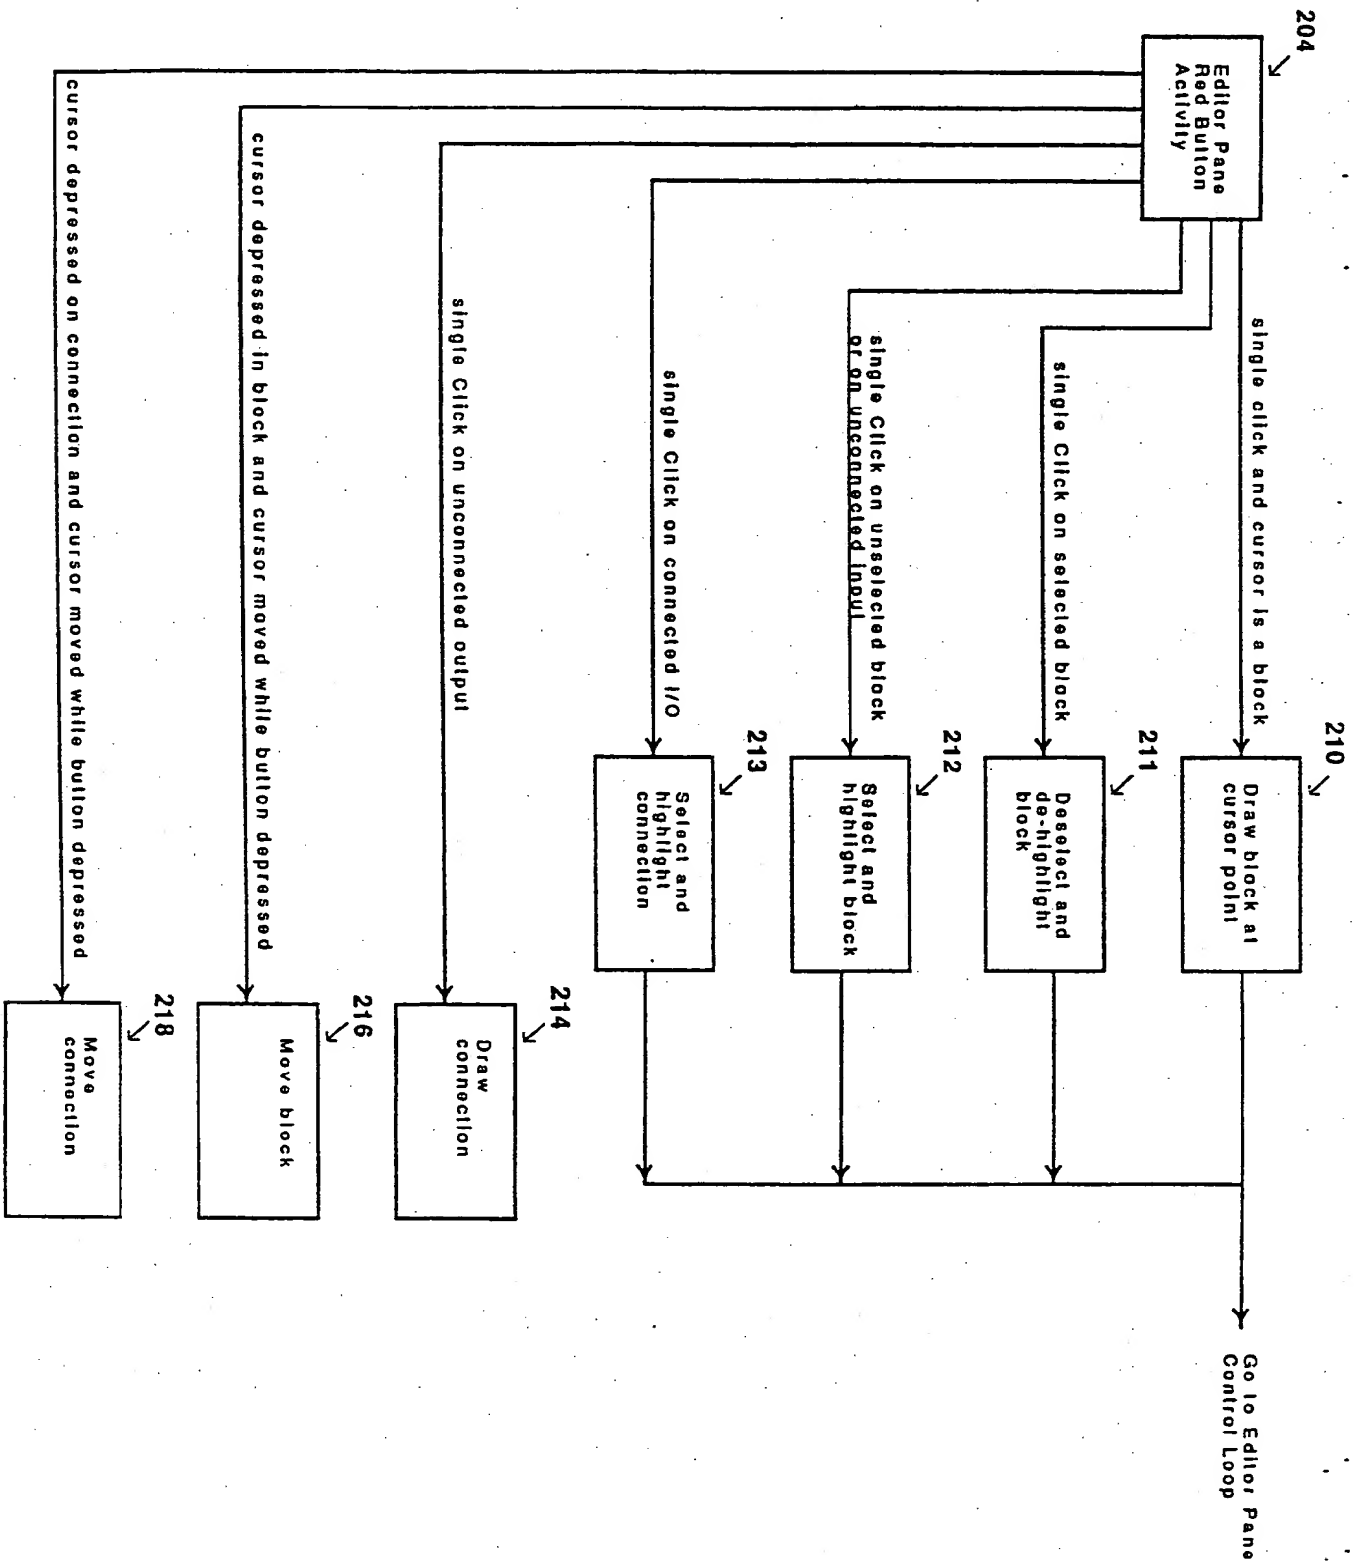 204
Editor Pane
Red Button
Activity
single click and cursor is a block
210
Draw block at
cursor point
Go to Editor Pane
Control Loop
single Click on selected block
211
Deselect and
de-highlight
block
single Click on unselected block
or on unconnected input
212
Select and
highlight block
single Click on connected I/O
213
Select and
highlight
connection
single Click on unconnected output
214
Draw
connection
cursor depressed in block and cursor moved while button depressed
216
Move block
cursor depressed on connection and cursor moved while button depressed
218
Move
connection